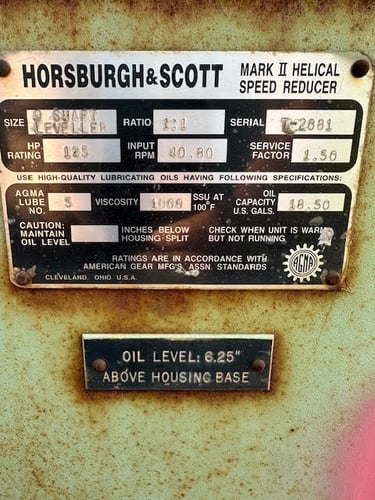 HORSBURGH & SCOTT MARK II HELICAL SPEED REDUCER
SIZE 9 SHAFT LEVELLER RATIO 1:1 SERIAL T-2881
HP RATING 125 INPUT RPM 40.80 SERVICE FACTOR 1.50
USE HIGH-QUALITY LUBRICATING OILS HAVING FOLLOWING SPECIFICATIONS:
AGMA LUBE NO. 5 VISCOSITY 1000 SSU AT 100°F OIL CAPACITY U.S. GALS. 18.50
CAUTION: MAINTAIN OIL LEVEL INCHES BELOW HOUSING SPLIT CHECK WHEN UNIT IS WARM BUT NOT RUNNING
RATINGS ARE IN ACCORDANCE WITH
AMERICAN GEAR MFG'S. ASSN. STANDARDS
AGMA
CLEVELAND, OHIO U.S.A.
OIL LEVEL: 6.25"
ABOVE HOUSING BASE